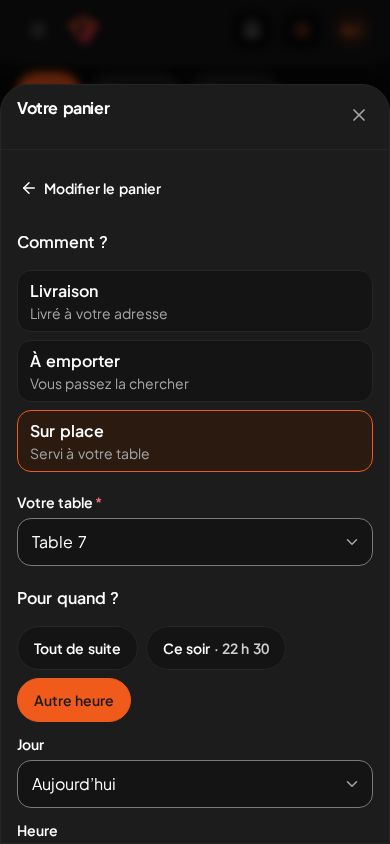 Votre panier
Modifier le panier
Comment ?
Livraison
Livré à votre adresse
À emporter
Vous passez la chercher
Sur place
Servi à votre table
Votre table *
Table 7
Pour quand ?
Tout de suite
Ce soir · 22 h 30
Autre heure
Jour
Aujourd’hui
Heure